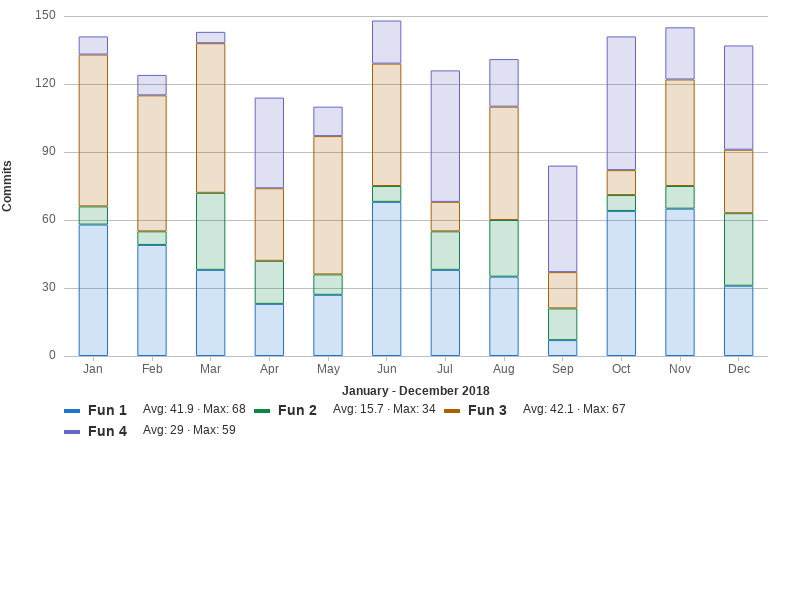 150
120
90
60
30
0
Commits
Jan Feb Mar Apr May Jun Jul Aug Sep Oct Nov Dec
January - December 2018
Fun 1 Avg: 41.9 · Max: 68 Fun 2 Avg: 15.7 · Max: 34 Fun 3 Avg: 42.1 · Max: 67
Fun 4 Avg: 29 · Max: 59